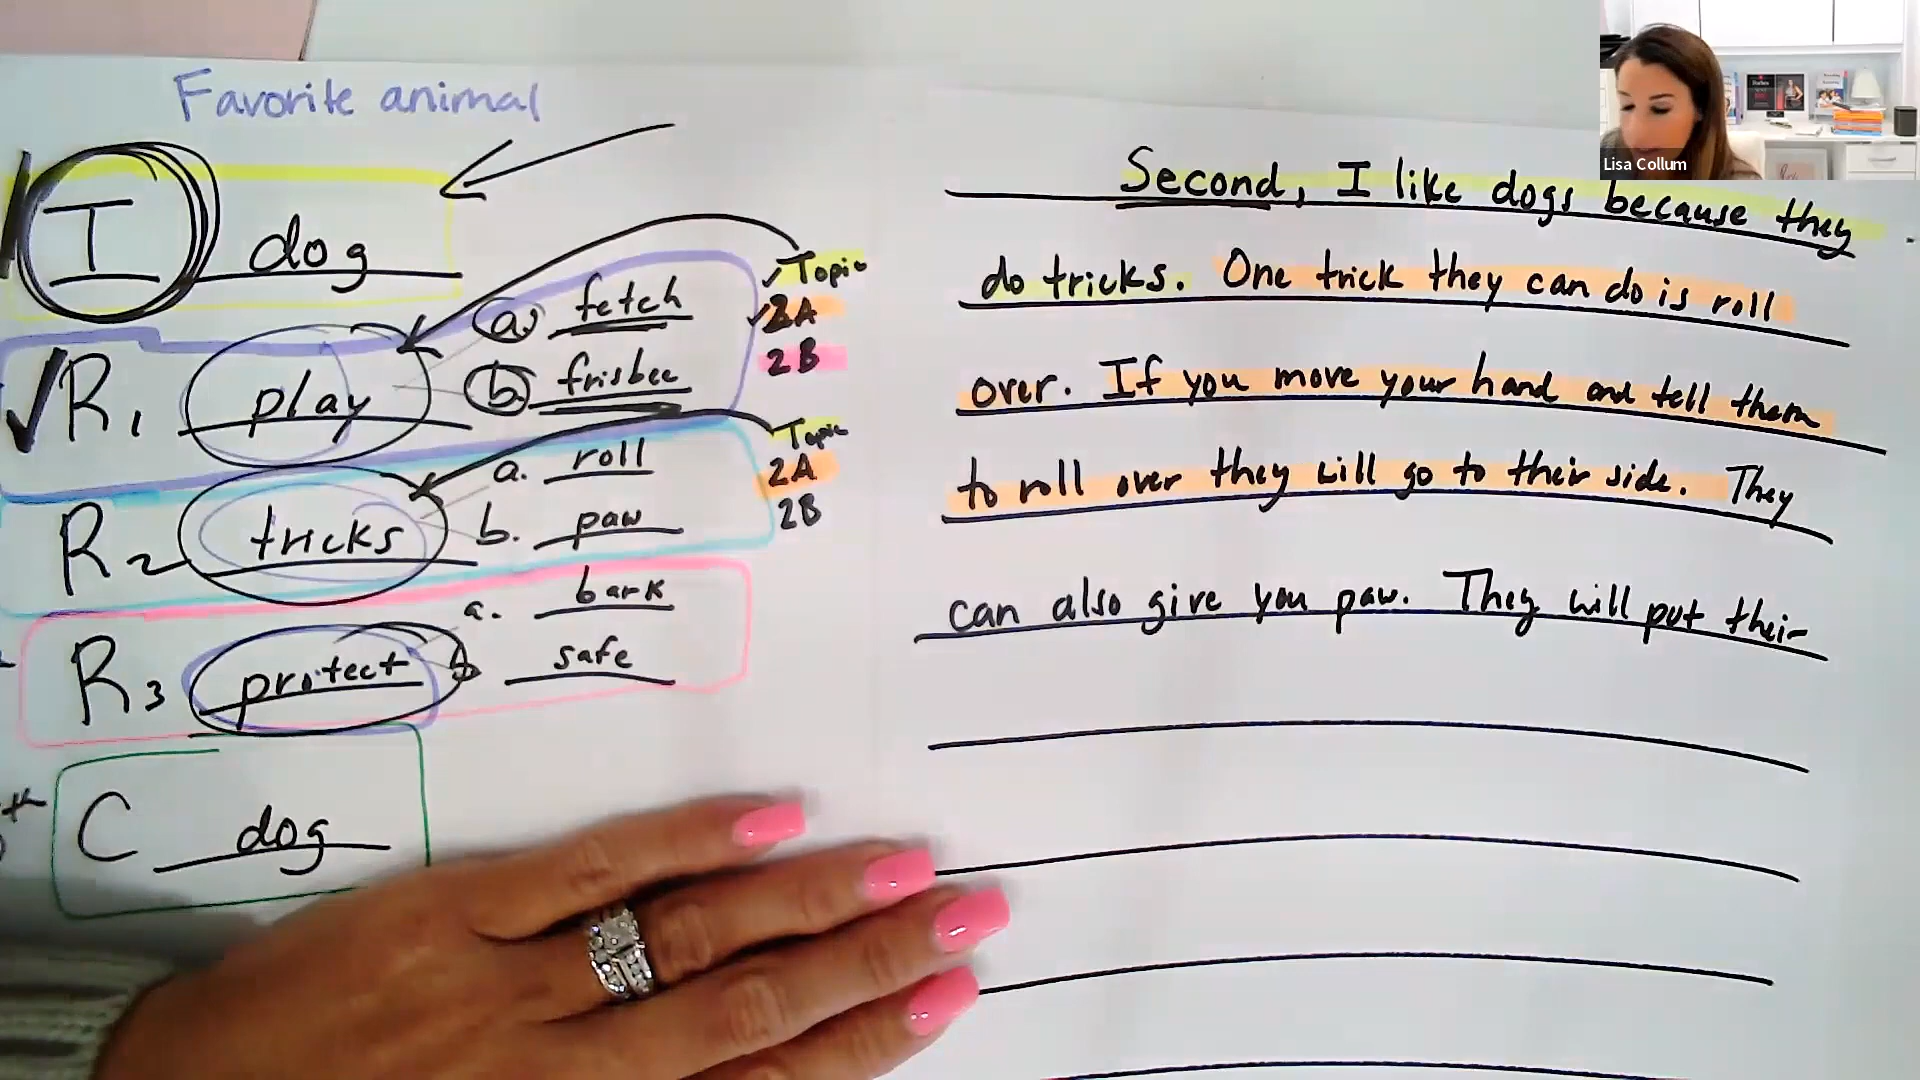 Favorite animal
I dog
R1 play
a. fetch
b. frisbee
Topic
2A
2B
R2 tricks
a. roll
b. paw
Topic
2A
2B
R3 protect
a. bark
safe
C dog
Second, I like dogs because they
do tricks. One trick they can do is roll
over. If you move your hand and tell them
to roll over they will go to their side. They
can also give you paw. They will put their
Lisa Collum